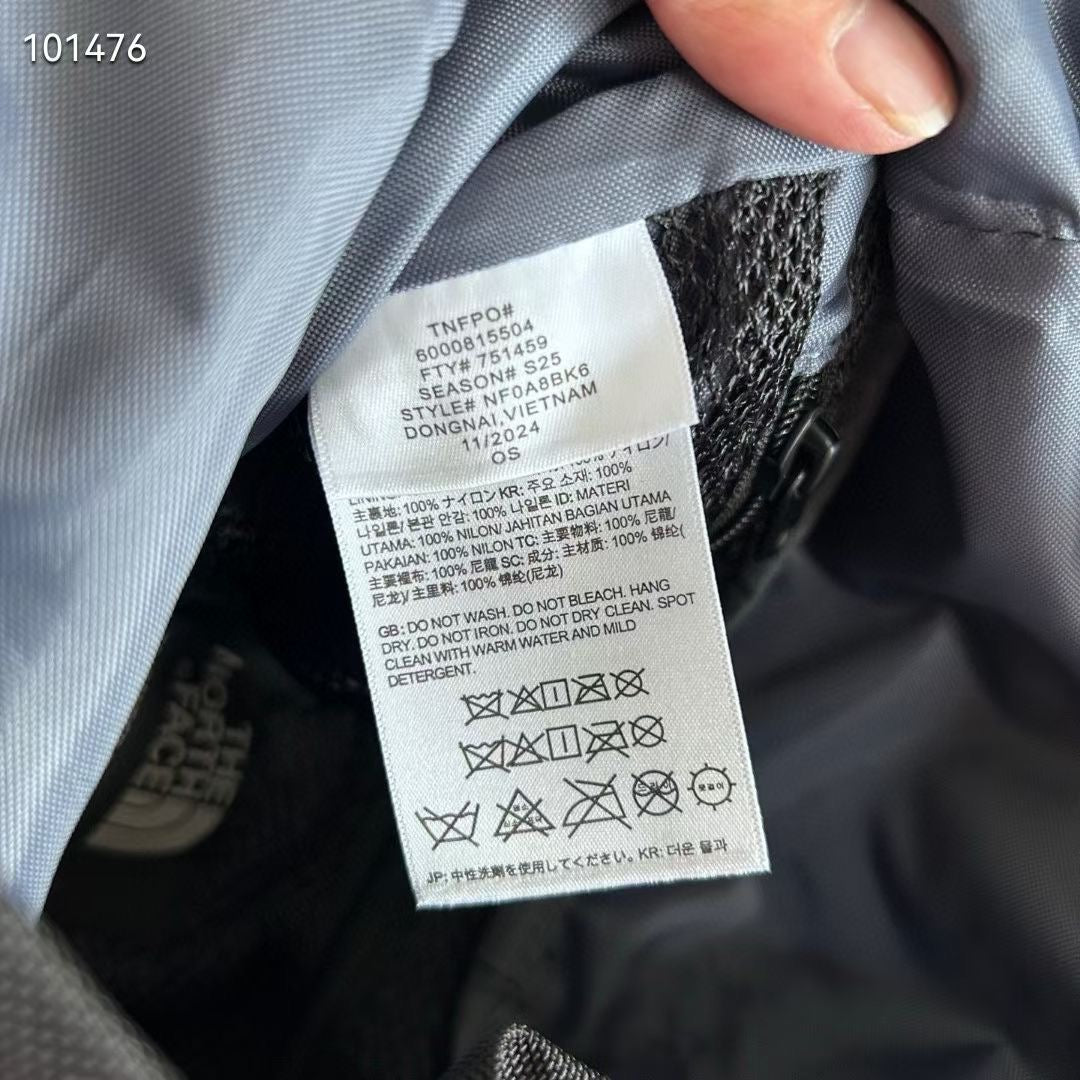 101476
TNFPO#
6000815504
FTY# 751459
SEASON# S25
STYLE# NF0A8BK6
DONGNAI,VIETNAM
11/2024
OS
主裏地: 100% ナイロン KR: 주요 소재: 100%
나일론/ 본판 안감: 100% 나일론 ID: MATERI
UTAMA: 100% NILON/ JAHITAN BAGIAN UTAMA
PAKAIAN: 100% NILON TC: 主要物料: 100% 尼龍/
主要裡布: 100% 尼龍 SC: 成分: 主材质: 100% 锦纶(
尼龙)/ 主里料: 100% 锦纶(尼龙)
GB: DO NOT WASH. DO NOT BLEACH. HANG
DRY. DO NOT IRON. DO NOT DRY CLEAN. SPOT
CLEAN WITH WARM WATER AND MILD
DETERGENT.
JP: 中性洗剤を使用してください。 KR: 더운 물과
THE
NORTH
FACE